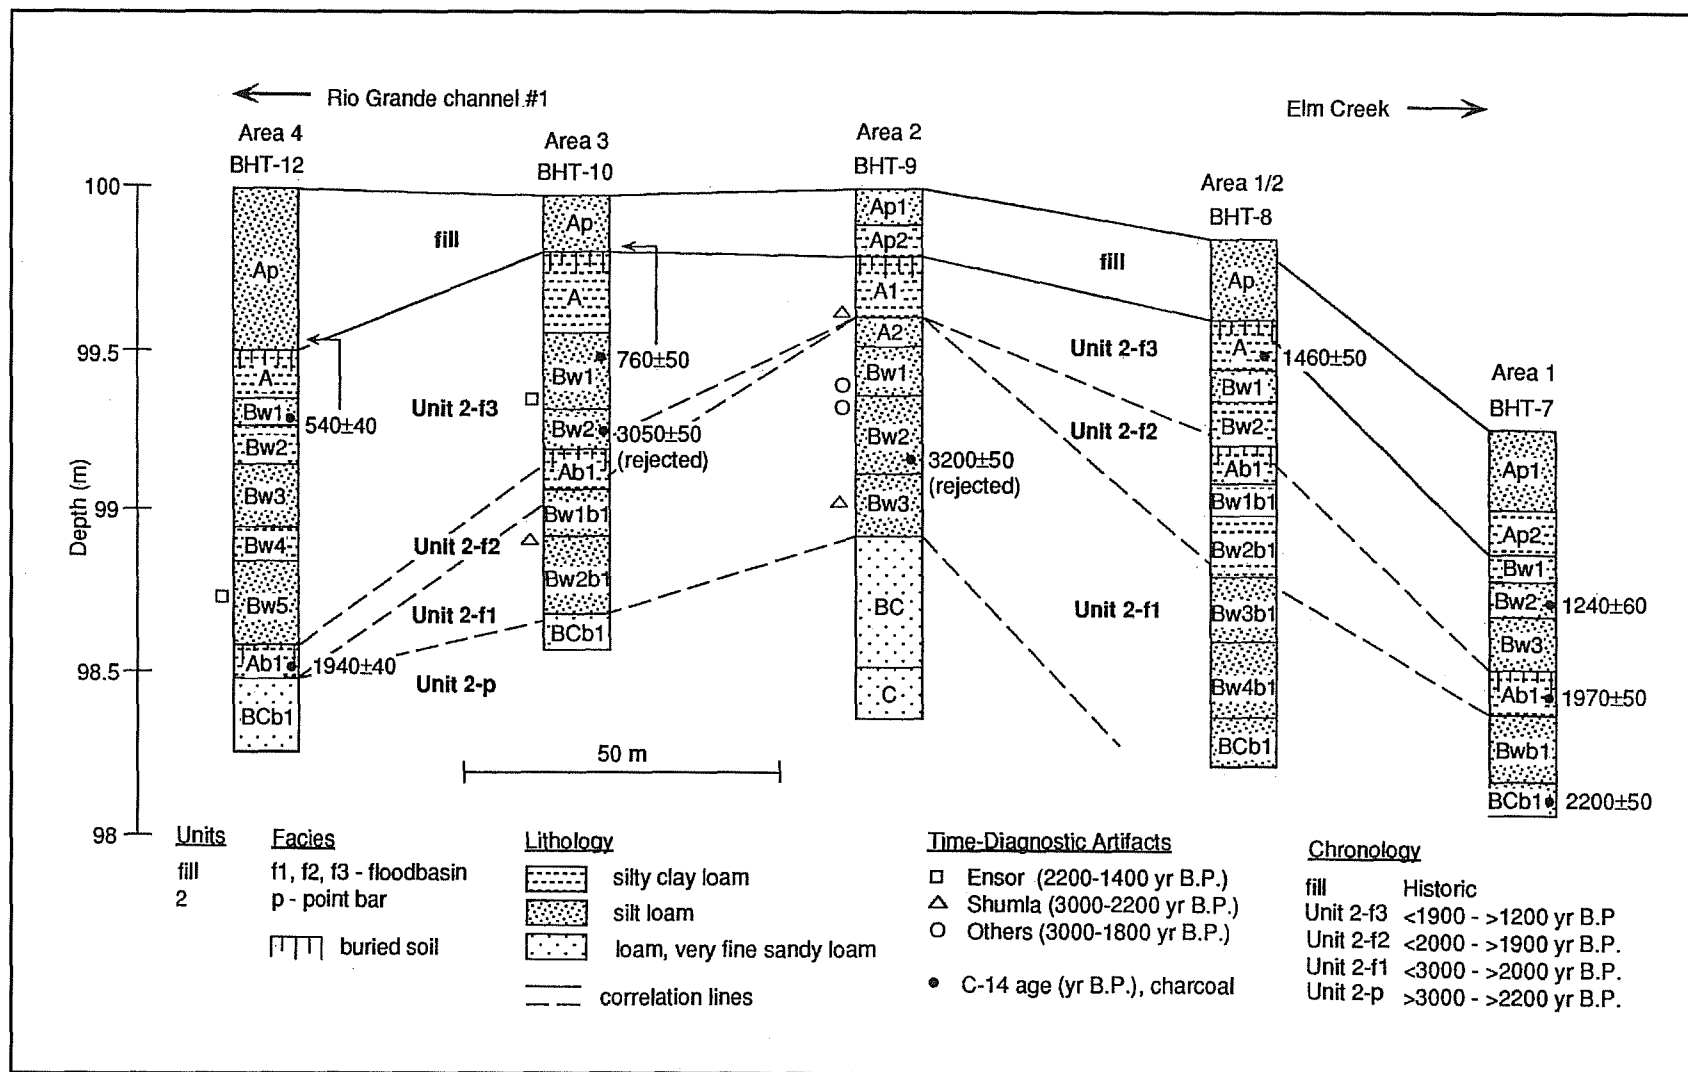 Rio Grande channel #1
Elm Creek
Area 4
BHT-12
Area 3
BHT-10
Area 2
BHT-9
Area 1/2
BHT-8
Area 1
BHT-7
Depth (m)
100
99.5
99
98.5
98
Ap
A
Bw1
540±40
Bw2
Bw3
Bw4
Bw5
Ab1
1940±40
BCb1
fill
Unit 2-f3
Unit 2-f2
Unit 2-f1
Unit 2-p
Ap
A
Bw1
760±50
Bw2
3050±50
(rejected)
Ab1
Bw1b1
Bw2b1
BCb1
Ap1
Ap2
A1
A2
Bw1
Bw2
3200±50
(rejected)
Bw3
BC
C
fill
Unit 2-f3
Unit 2-f2
Unit 2-f1
Ap
A
1460±50
Bw1
Bw2
Ab1
Bw1b1
Bw2b1
Bw3b1
Bw4b1
BCb1
Ap1
Ap2
Bw1
Bw2
1240±60
Bw3
Ab1
1970±50
Bwb1
BCb1
2200±50
50 m
Units
fill
2
Facies
f1, f2, f3 - floodbasin
p - point bar
buried soil
Lithology
silty clay loam
silt loam
loam, very fine sandy loam
correlation lines
Time-Diagnostic Artifacts
Ensor (2200-1400 yr B.P.)
Shumla (3000-2200 yr B.P.)
Others (3000-1800 yr B.P.)
C-14 age (yr B.P.), charcoal
Chronology
fill Historic
Unit 2-f3 <1900 - >1200 yr B.P
Unit 2-f2 <2000 - >1900 yr B.P.
Unit 2-f1 <3000 - >2000 yr B.P.
Unit 2-p >3000 - >2200 yr B.P.